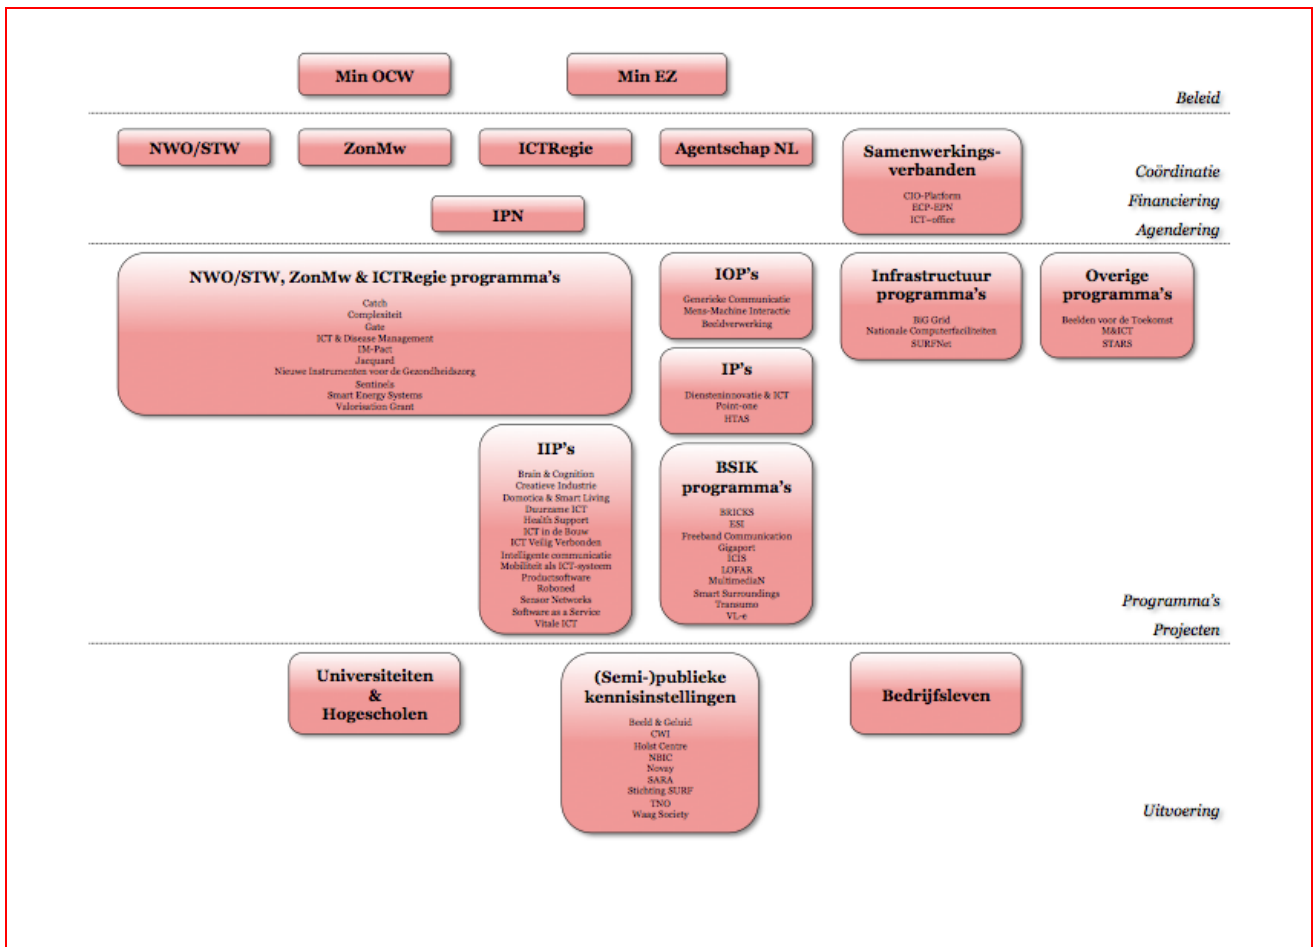 Min OCW
Min EZ
Beleid
NWO/STW
ZonMw
ICTRegie
Agentschap NL
Samenwerkings-
verbanden
CIO-Platform
ECP-EPN
ICT~office
IPN
Coördinatie
Financiering
Agendering
NWO/STW, ZonMw & ICTRegie programma's
Catch
Complexiteit
Gate
ICT & Disease Management
IM-Pact
Jacquard
Nieuwe Instrumenten voor de Gezondheidszorg
Sentinels
Smart Energy Systems
Valorisation Grant
IOP's
Generieke Communicatie
Mens-Machine Interactie
Beeldverwerking
Infrastructuur
programma's
BiG Grid
Nationale Computerfaciliteiten
SURFNet
Overige
programma's
Beelden voor de Toekomst
M&ICT
STARS
IP's
Diensteninnovatie & ICT
Point-one
HTAS
IIP's
Brain & Cognition
Creatieve Industrie
Domotica & Smart Living
Duurzame ICT
Health Support
ICT in de Bouw
ICT Veilig Verbonden
Intelligente communicatie
Mobiliteit als ICT-systeem
Productsoftware
Roboned
Sensor Networks
Software as a Service
Vitale ICT
BSIK
programma's
BRICKS
ESI
Freeband Communication
Gigaport
ICIS
LOFAR
MultimediaN
Smart Surroundings
Transumo
VL-e
Programma's
Projecten
Universiteiten
&
Hogescholen
(Semi-)publieke
kennisinstellingen
Beeld & Geluid
CWI
Holst Centre
NBIC
Novay
SARA
Stichting SURF
TNO
Waag Society
Bedrijfsleven
Uitvoering